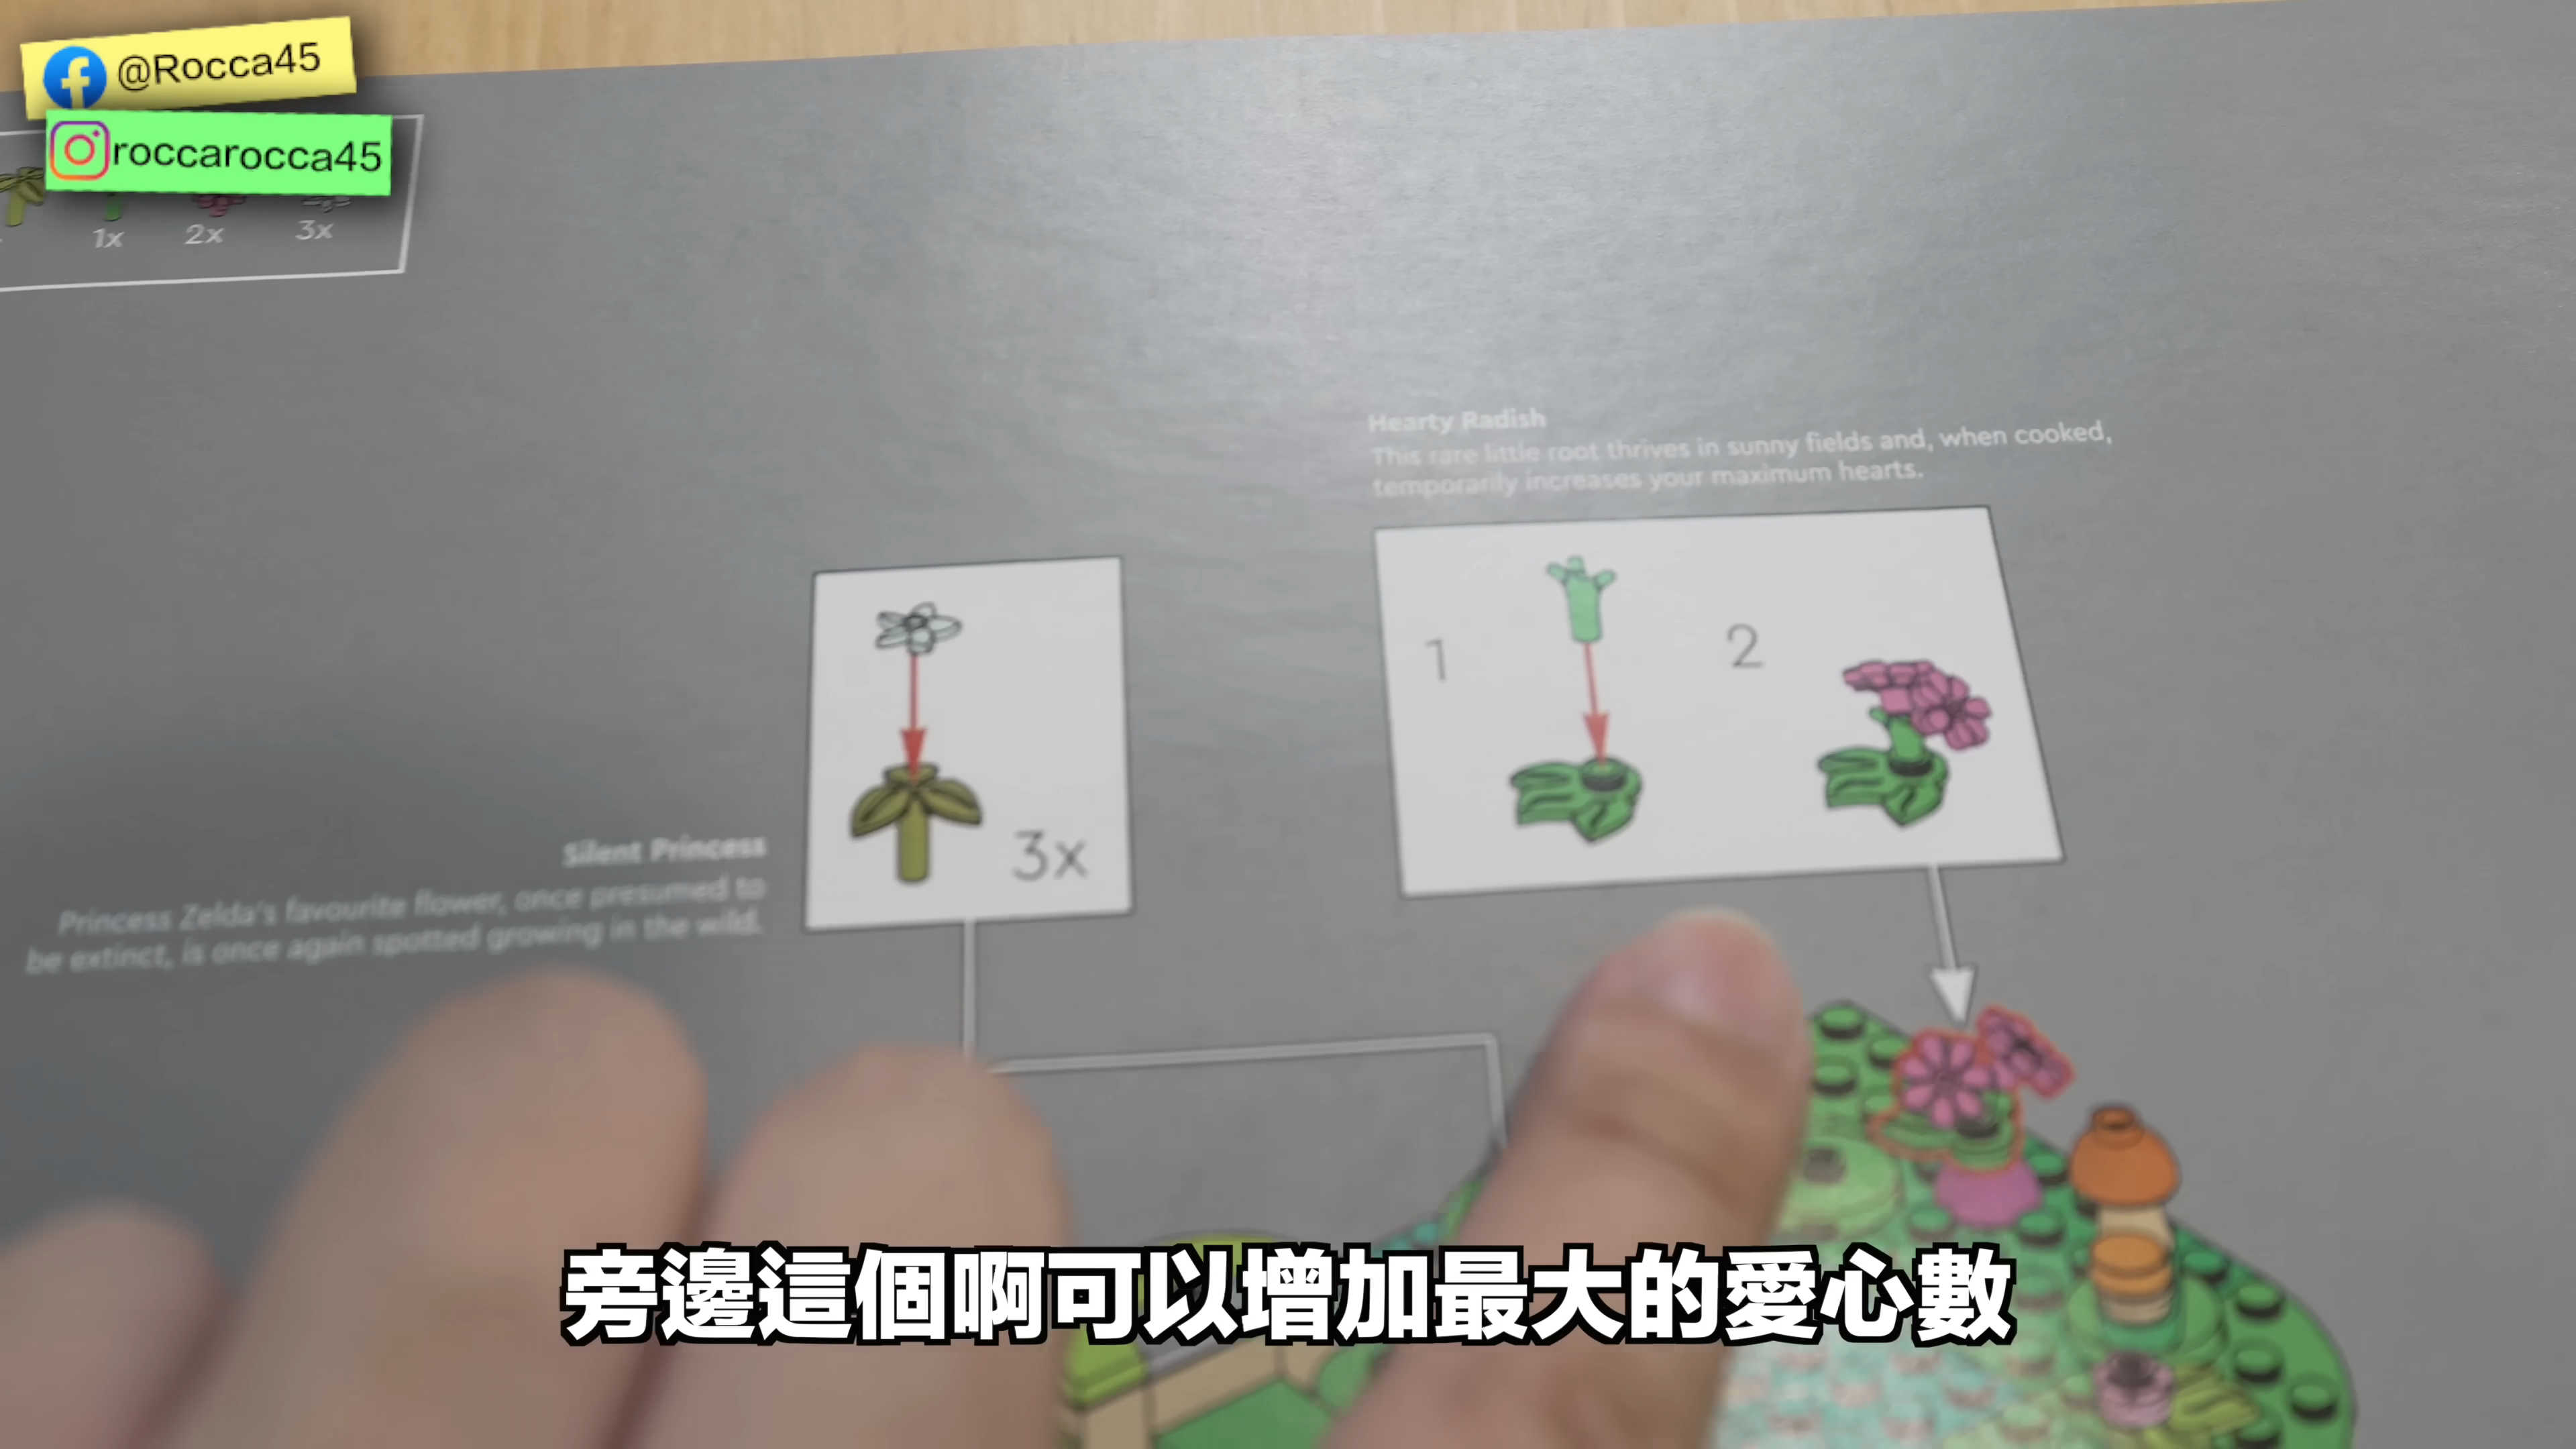 @Rocca45
roccarocca45
1x 2x 3x
Hearty Radish
This rare little root thrives in sunny fields and, when cooked,
temporarily increases your maximum hearts.
1
2
3x
Silent Princess
Princess Zelda's favourite flower, once presumed to
be extinct, is once again spotted growing in the wild.
旁邊這個啊可以增加最大的愛心數